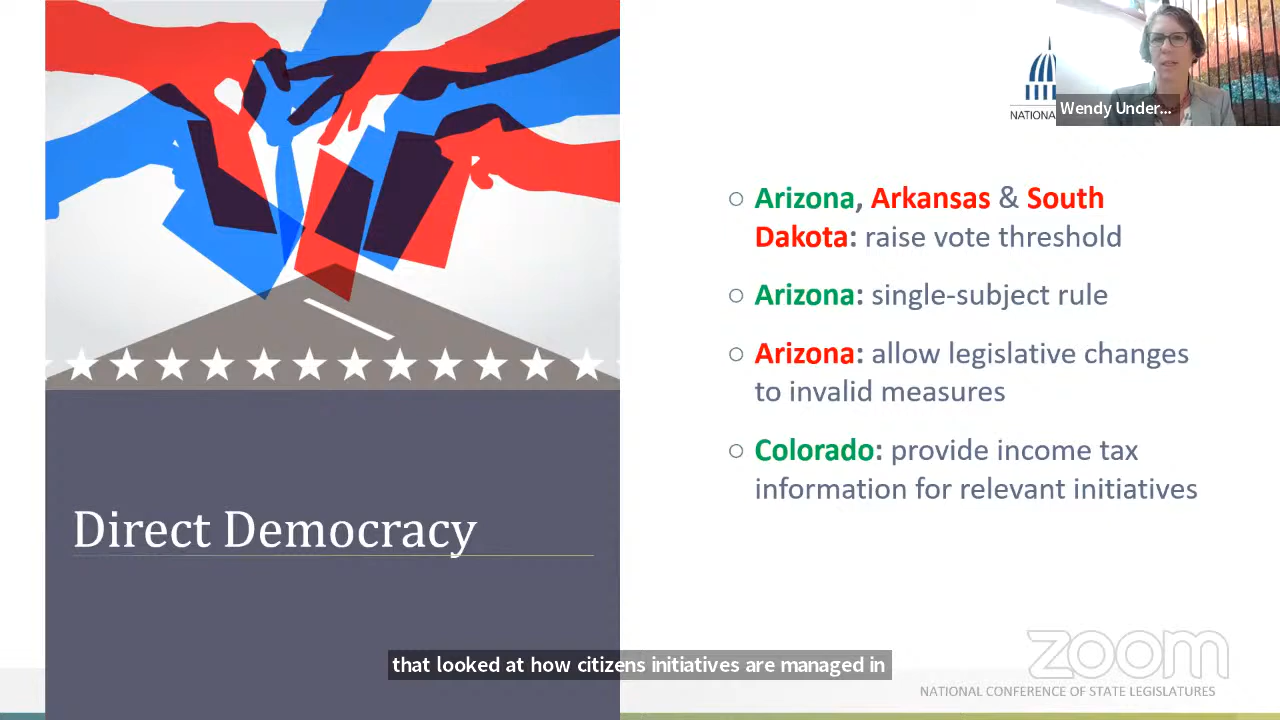 NATIONAL
Wendy Under...
Arizona, Arkansas & South
Dakota: raise vote threshold
Arizona: single-subject rule
Arizona: allow legislative changes
to invalid measures
Colorado: provide income tax
information for relevant initiatives
Direct Democracy
that looked at how citizens initiatives are managed in
zoom
NATIONAL CONFERENCE OF STATE LEGISLATURES